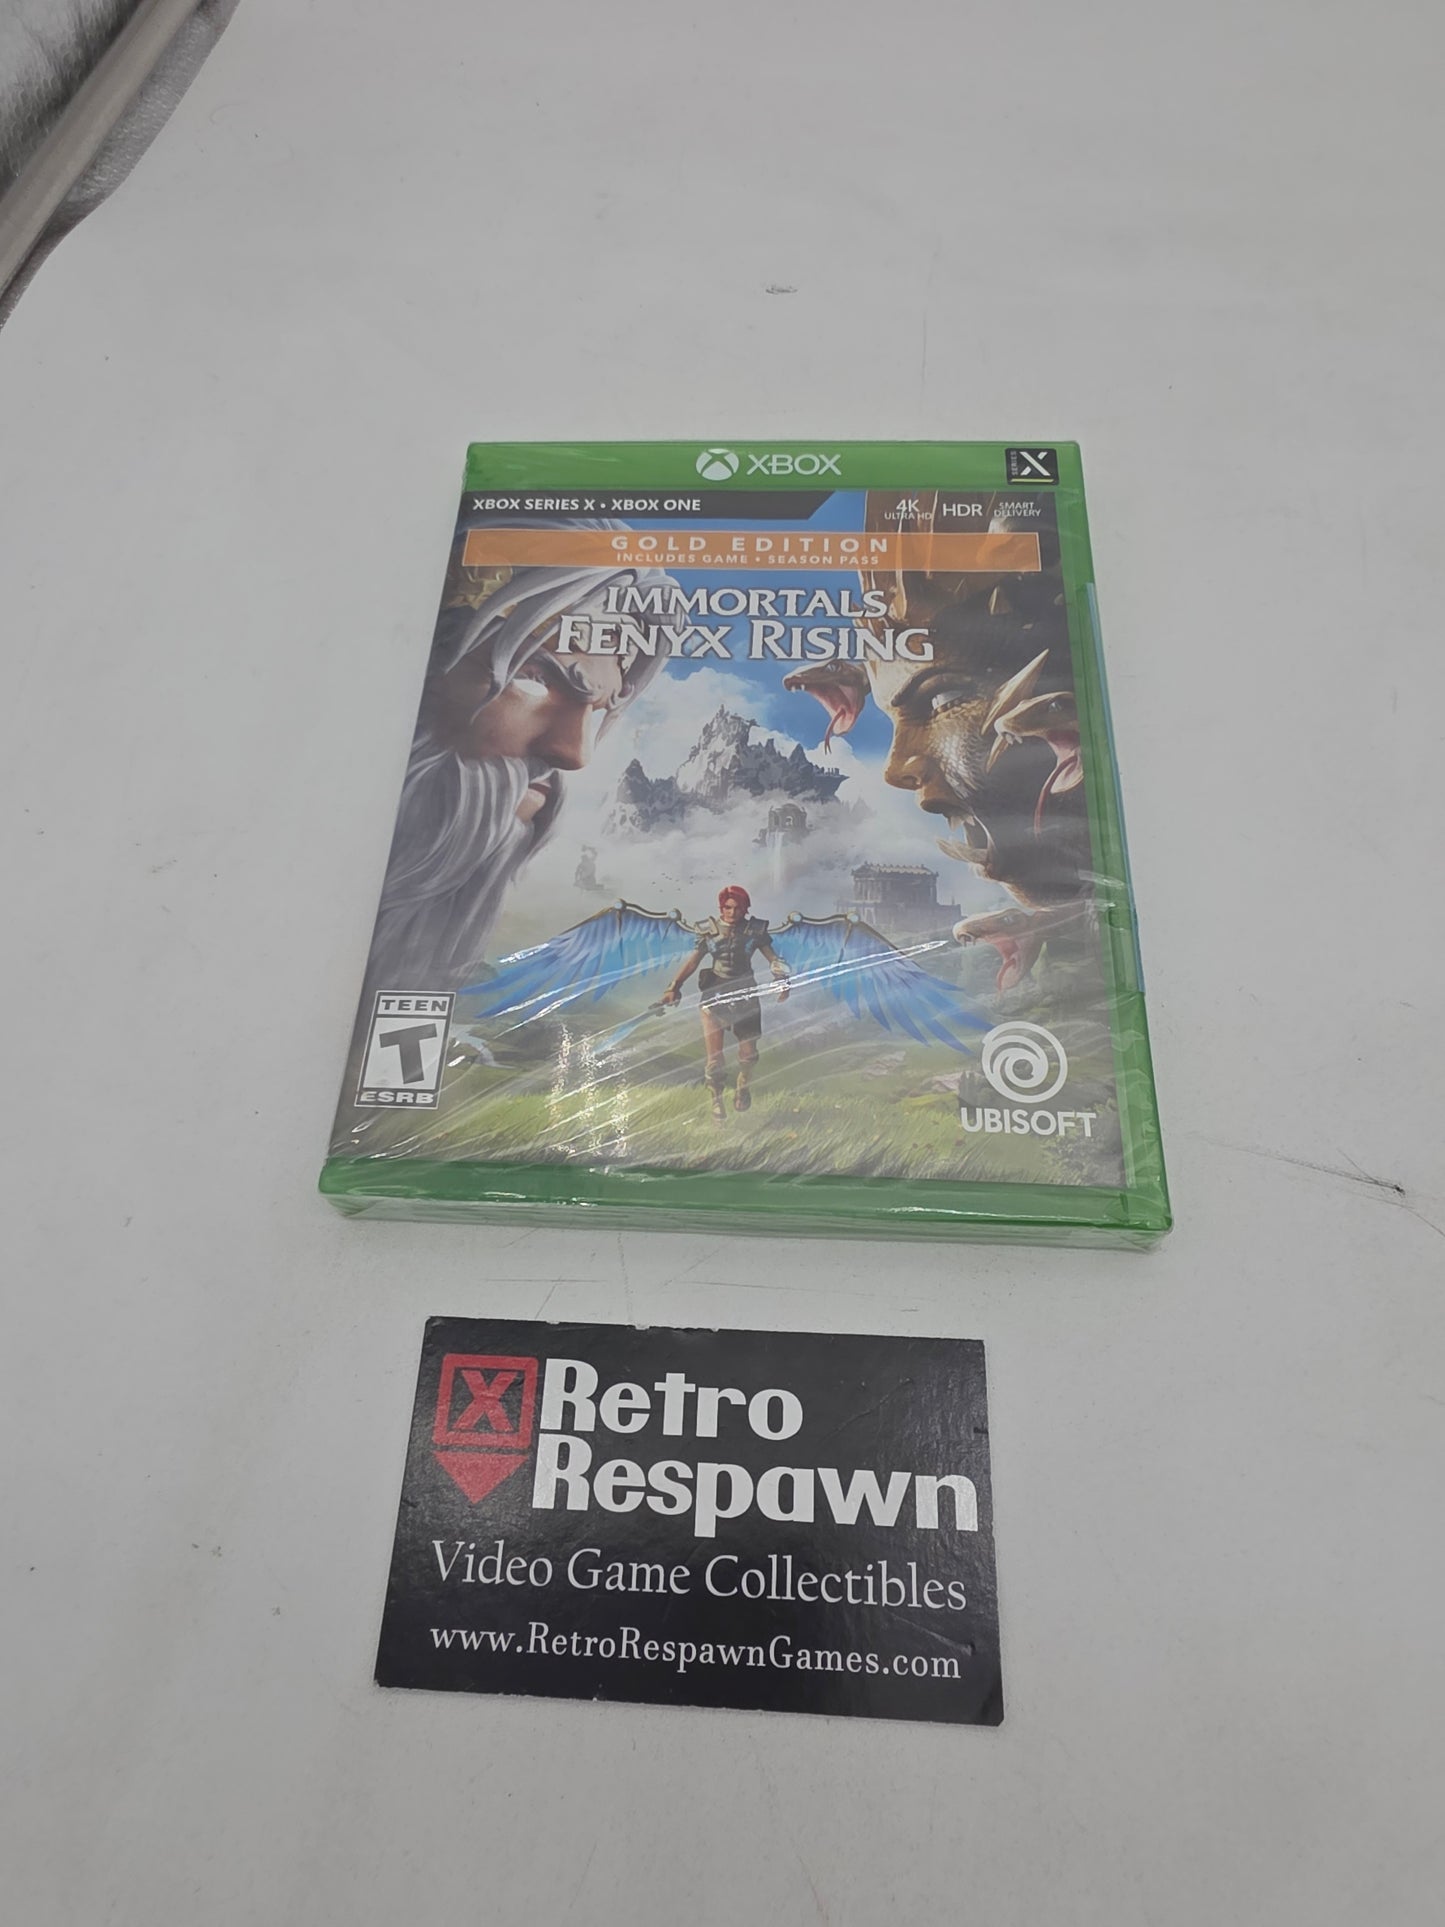 XBOX
SERIES X
XBOX SERIES X • XBOX ONE
4K
ULTRA HD
HDR
SMART
DELIVERY
GOLD EDITION
INCLUDES GAME • SEASON PASS
IMMORTALS
FENYX RISING
TEEN
T
ESRB
UBISOFT
X
Retro
Respawn
Video Game Collectibles
www.RetroRespawnGames.com